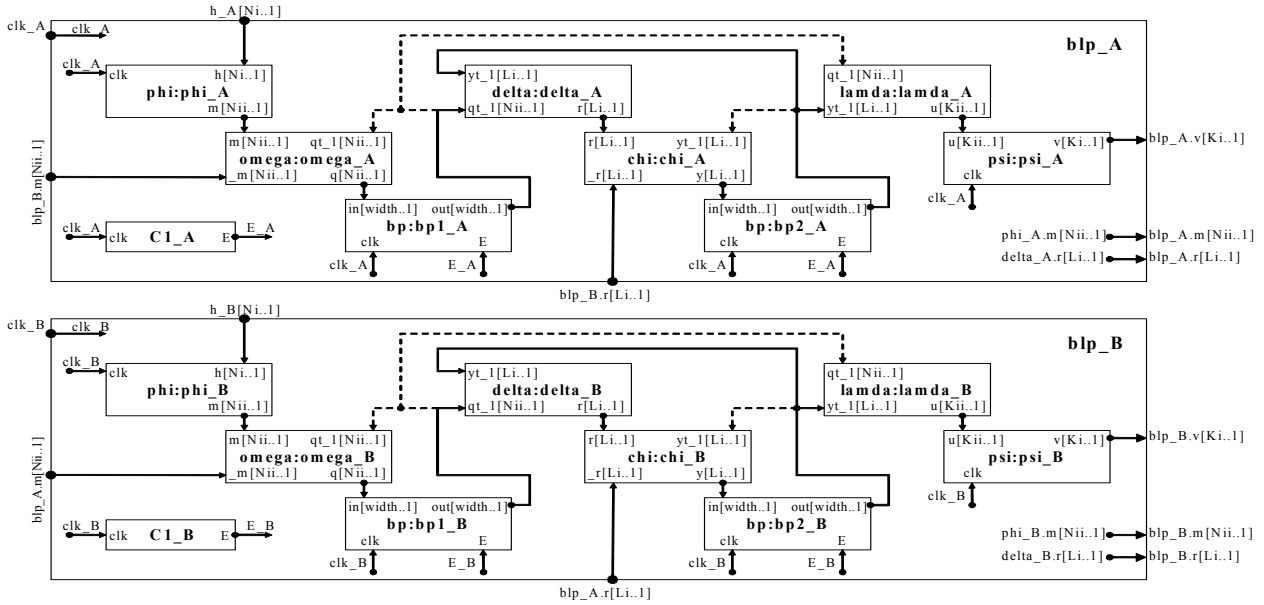 h_A[Ni..1]
clk_A
clk_A
blp_A
clk_A
clk h[Ni..1]
phi:phi_A
m[Nii..1]
yt_1[Li..1]
delta:delta_A
qt_1[Nii..1] r[Li..1]
qt_1[Nii..1]
lamda:lamda_A
yt_1[Li..1] u[Kii..1]
m[Nii..1] qt_1[Nii..1]
omega:omega_A
_m[Nii..1] q[Nii..1]
r[Li..1] yt_1[Li..1]
chi:chi_A
_r[Li..1] y[Li..1]
u[Kii..1] v[Ki..1]
psi:psi_A
clk
blp_A.v[Ki..1]
blp_B.m[Nii..1]
clk_A
clk C1_A E
E_A
in[width..1] out[width..1]
bp:bp1_A
clk E
clk_A
E_A
in[width..1] out[width..1]
bp:bp2_A
clk E
clk_A
E_A
clk_A
phi_A.m[Nii..1] blp_A.m[Nii..1]
delta_A.r[Li..1] blp_A.r[Li..1]
blp_B.r[Li..1]
h_B[Ni..1]
clk_B
clk_B
blp_B
clk_B
clk h[Ni..1]
phi:phi_B
m[Nii..1]
yt_1[Li..1]
delta:delta_B
qt_1[Nii..1] r[Li..1]
qt_1[Nii..1]
lamda:lamda_B
yt_1[Li..1] u[Kii..1]
m[Nii..1] qt_1[Nii..1]
omega:omega_B
_m[Nii..1] q[Nii..1]
r[Li..1] yt_1[Li..1]
chi:chi_B
_r[Li..1] y[Li..1]
u[Kii..1] v[Ki..1]
psi:psi_B
clk
blp_B.v[Ki..1]
blp_A.m[Nii..1]
clk_B
clk C1_B E
E_B
in[width..1] out[width..1]
bp:bp1_B
clk E
clk_B
E_B
in[width..1] out[width..1]
bp:bp2_B
clk E
clk_B
E_B
clk_B
phi_B.m[Nii..1] blp_B.m[Nii..1]
delta_B.r[Li..1] blp_B.r[Li..1]
blp_A.r[Li..1]